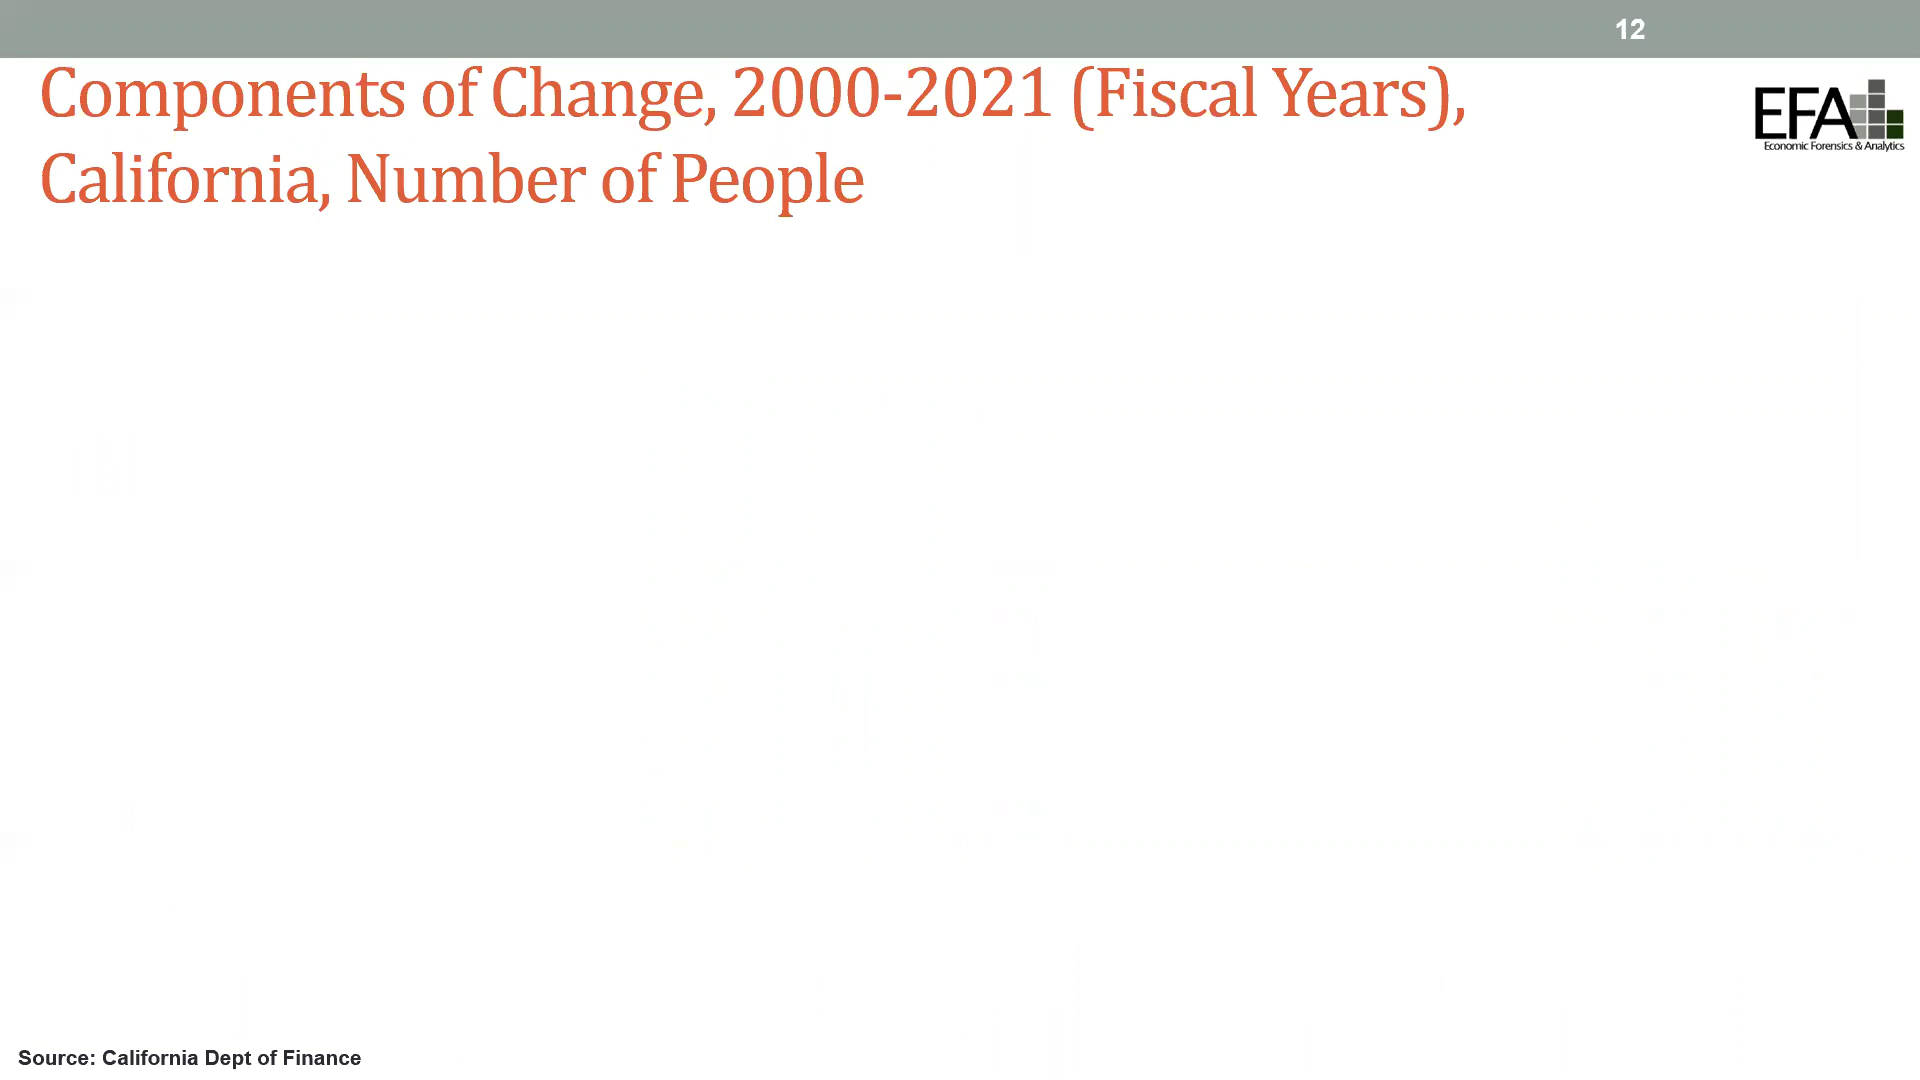 12
Components of Change, 2000-2021 (Fiscal Years),
California, Number of People
EFA
Economic Forensics & Analytics
Source: California Dept of Finance